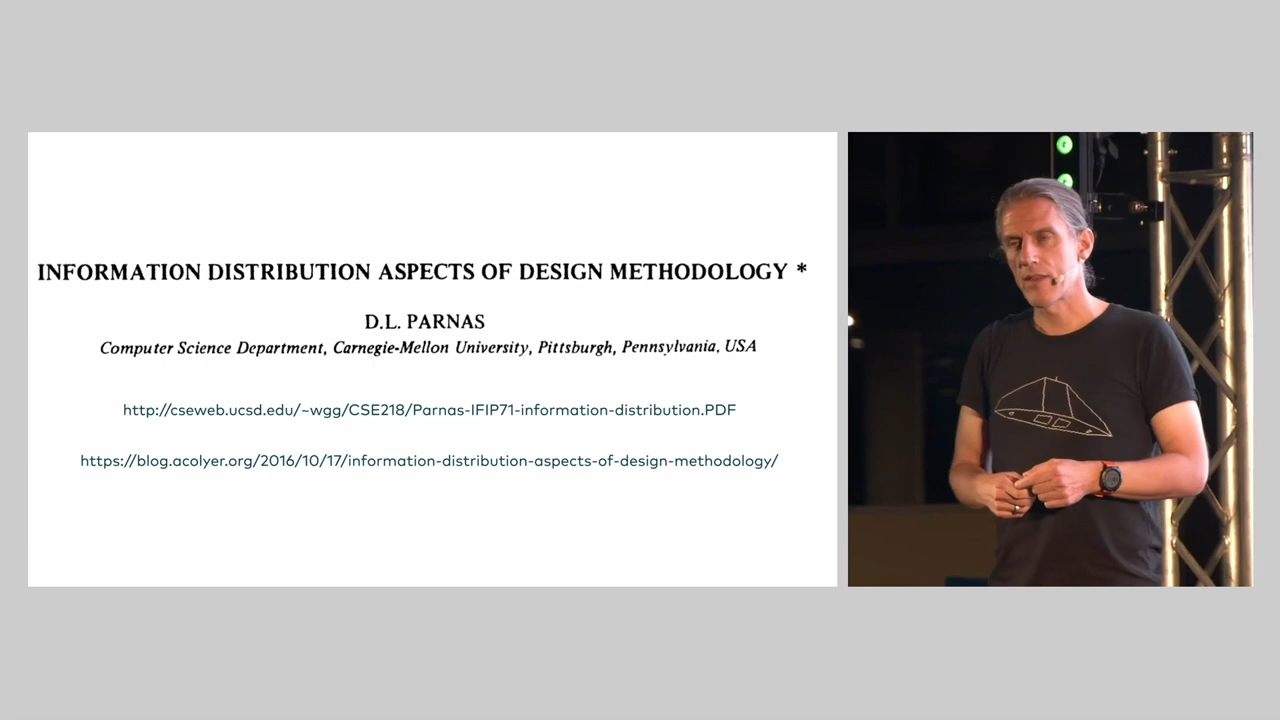 INFORMATION DISTRIBUTION ASPECTS OF DESIGN METHODOLOGY *
D.L. PARNAS
Computer Science Department, Carnegie-Mellon University, Pittsburgh, Pennsylvania, USA
http://cseweb.ucsd.edu/~wgg/CSE218/Parnas-IFIP71-information-distribution.PDF
https://blog.acolyer.org/2016/10/17/information-distribution-aspects-of-design-methodology/